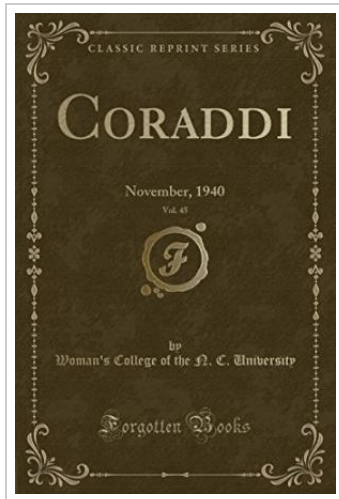 CLASSIC REPRINT SERIES
CORADDI
November, 1940
Vol. 45
F
by
Woman's College of the N. C. University
Forgotten Books